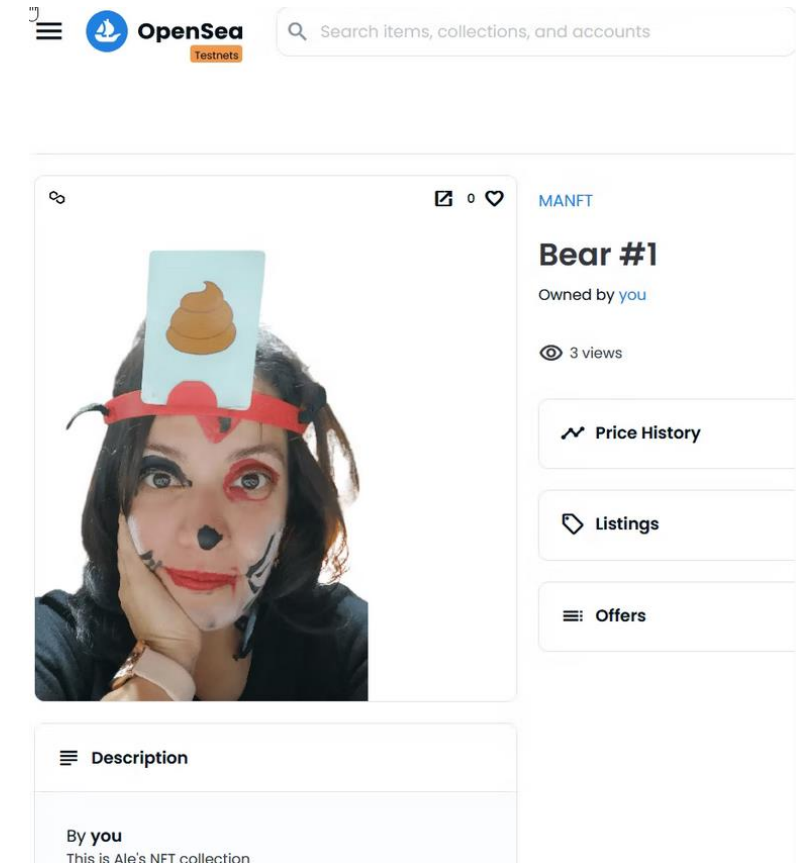 OpenSea
Testnets
Search items, collections, and accounts
0
MANFT
Bear #1
Owned by you
3 views
Price History
Listings
Offers
Description
By you
This is Ale's NFT collection